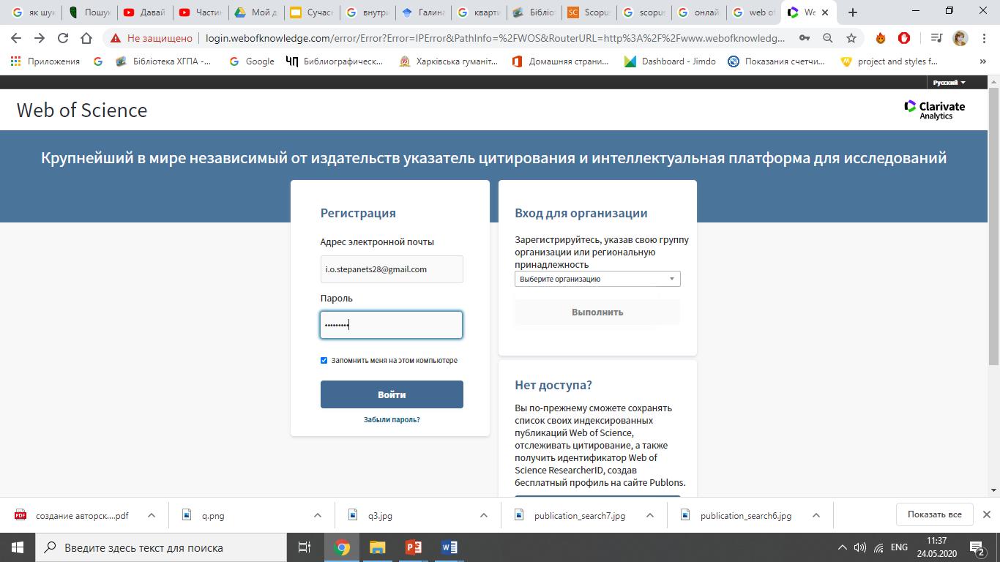 як шук
Пошук
Давай
Частин
Мой д
Сучасн
внутри
Галина
кварти
Бібліо
Scopus
scopus
онлайн
web of
We
Не защищено
login.webofknowledge.com/error/Error?Error=IPError&PathInfo=%2FWOS&RouterURL=http%3A%2F%2Fwww.webofknowledg...
Приложения
Бібліотека ХГПА -...
Google
Библиографическ...
Харківська гуманіт...
Домашняя страни...
Dashboard - Jimdo
Показания счетчи...
project and styles f...
Русский
Web of Science
Clarivate
Analytics
Крупнейший в мире независимый от издательств указатель цитирования и интеллектуальная платформа для исследований
Регистрация
Адрес электронной почты
i.o.stepanets28@gmail.com
Пароль
•••••••••
Запомнить меня на этом компьютере
Войти
Забыли пароль?
Вход для организации
Зарегистрируйтесь, указав свою группу
организации или региональную
принадлежность
Выберите организацию
Выполнить
Нет доступа?
Вы по-прежнему сможете сохранять
список своих индексированных
публикаций Web of Science,
отслеживать цитирование, а также
получить идентификатор Web of
Science ResearcherID, создав
бесплатный профиль на сайте Publons.
создание авторск....pdf
q.png
q3.jpg
publication_search7.jpg
publication_search6.jpg
Показать все
Введите здесь текст для поиска
ENG
11:37
24.05.2020
2